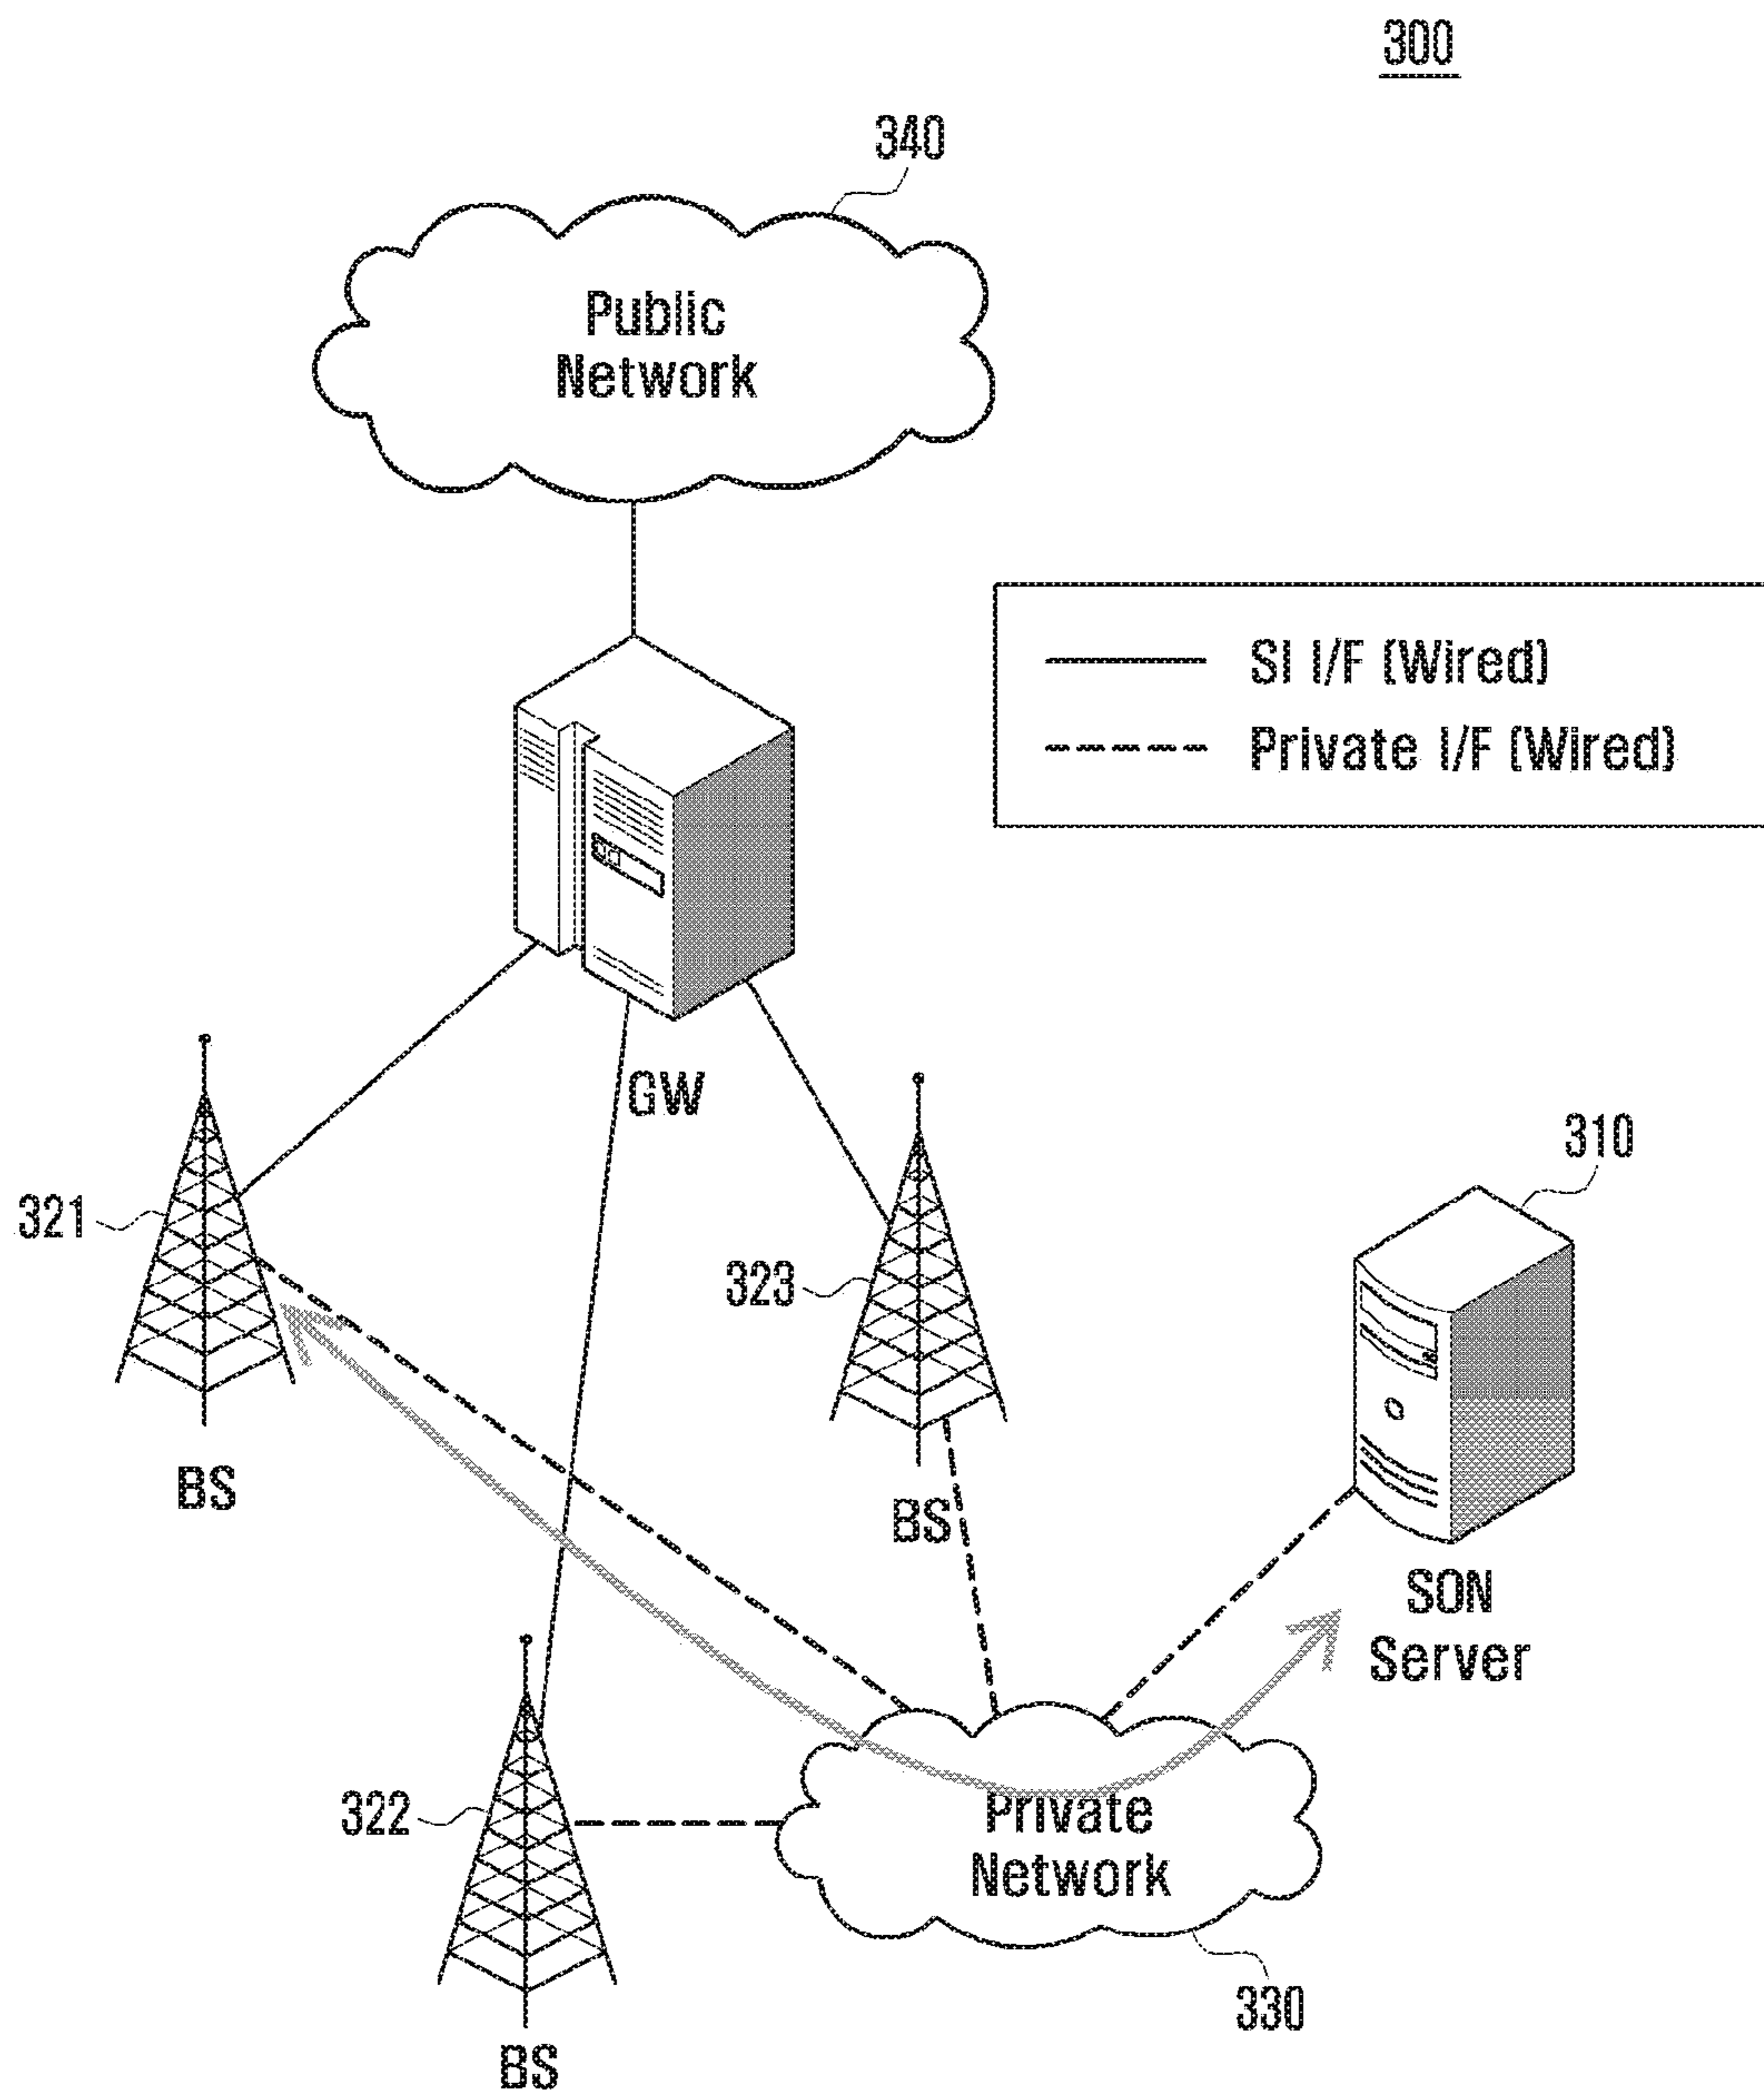 300
340
Public
Network
SI I/F (Wired)
Private I/F (Wired)
GW
321
323
310
BS
BS
SON
Server
322
Private
Network
330
BS